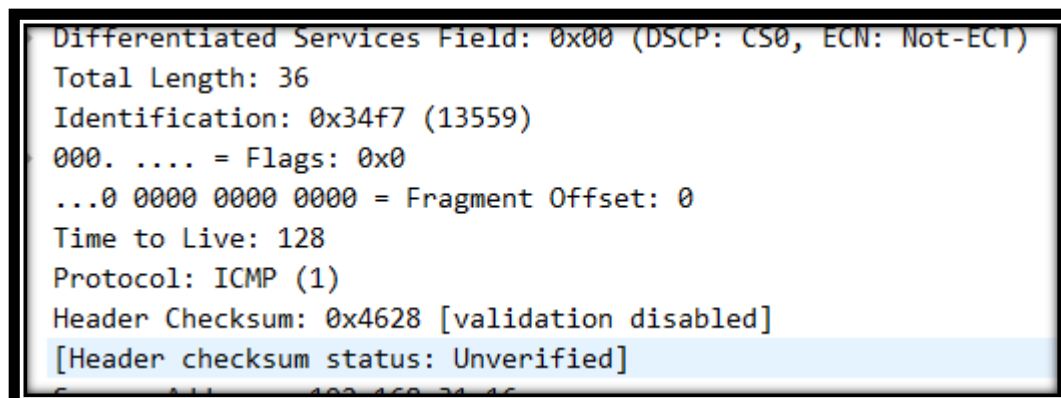 Differentiated Services Field: 0x00 (DSCP: CS0, ECN: Not-ECT)
Total Length: 36
Identification: 0x34f7 (13559)
000. .... = Flags: 0x0
...0 0000 0000 0000 = Fragment Offset: 0
Time to Live: 128
Protocol: ICMP (1)
Header Checksum: 0x4628 [validation disabled]
[Header checksum status: Unverified]